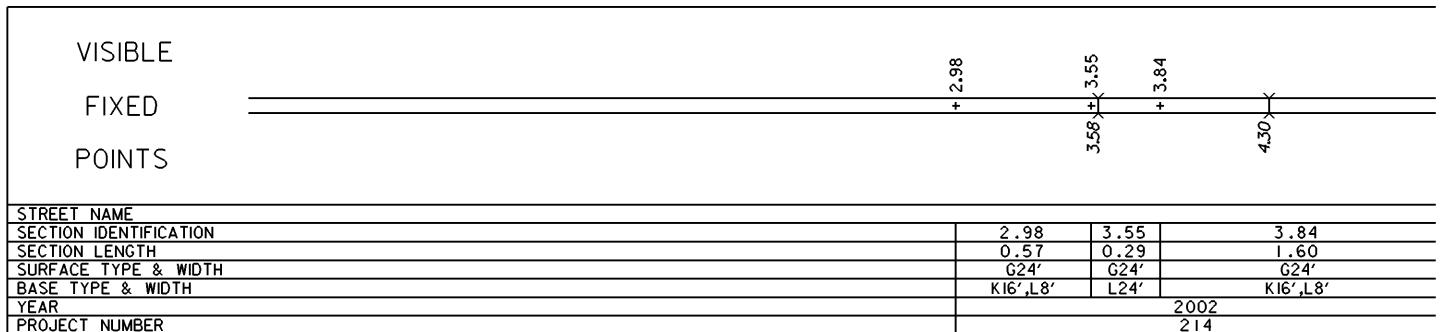 VISIBLE
FIXED
POINTS
2.98
3.55
3.84
3.58
4.30
STREET NAME
SECTION IDENTIFICATION 2.98 3.55 3.84
SECTION LENGTH 0.57 0.29 1.60
SURFACE TYPE & WIDTH G24' G24' G24'
BASE TYPE & WIDTH K16',L8' L24' K16',L8'
YEAR 2002
PROJECT NUMBER 214